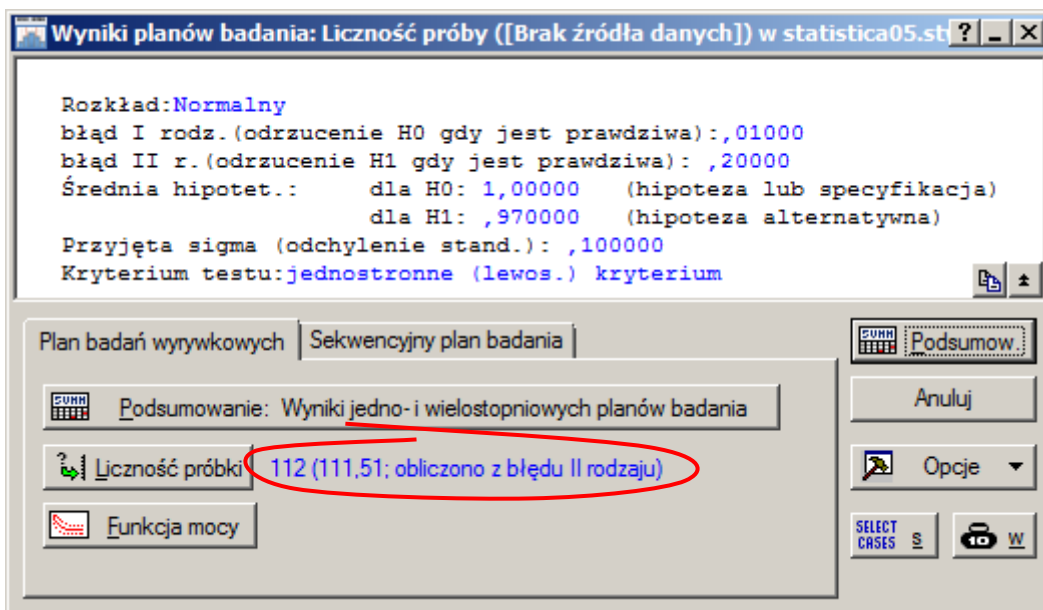 Wyniki planów badania: Liczność próby ([Brak źródła danych]) w statistica05.st
Rozkład:Normalny
błąd I rodz.(odrzucenie H0 gdy jest prawdziwa):,01000
błąd II r.(odrzucenie H1 gdy jest prawdziwa): ,20000
Średnia hipotet.: dla H0: 1,00000 (hipoteza lub specyfikacja)
dla H1: ,970000 (hipoteza alternatywna)
Przyjęta sigma (odchylenie stand.): ,100000
Kryterium testu:jednostronne (lewos.) kryterium
Plan badań wyrywkowych Sekwencyjny plan badania
SUMM Podsumow.
SUMM Podsumowanie: Wyniki jedno- i wielostopniowych planów badania
Anuluj
Liczność próbki 112 (111,51; obliczono z błędu II rodzaju)
Opcje
Funkcja mocy
SELECT CASES S
10 W